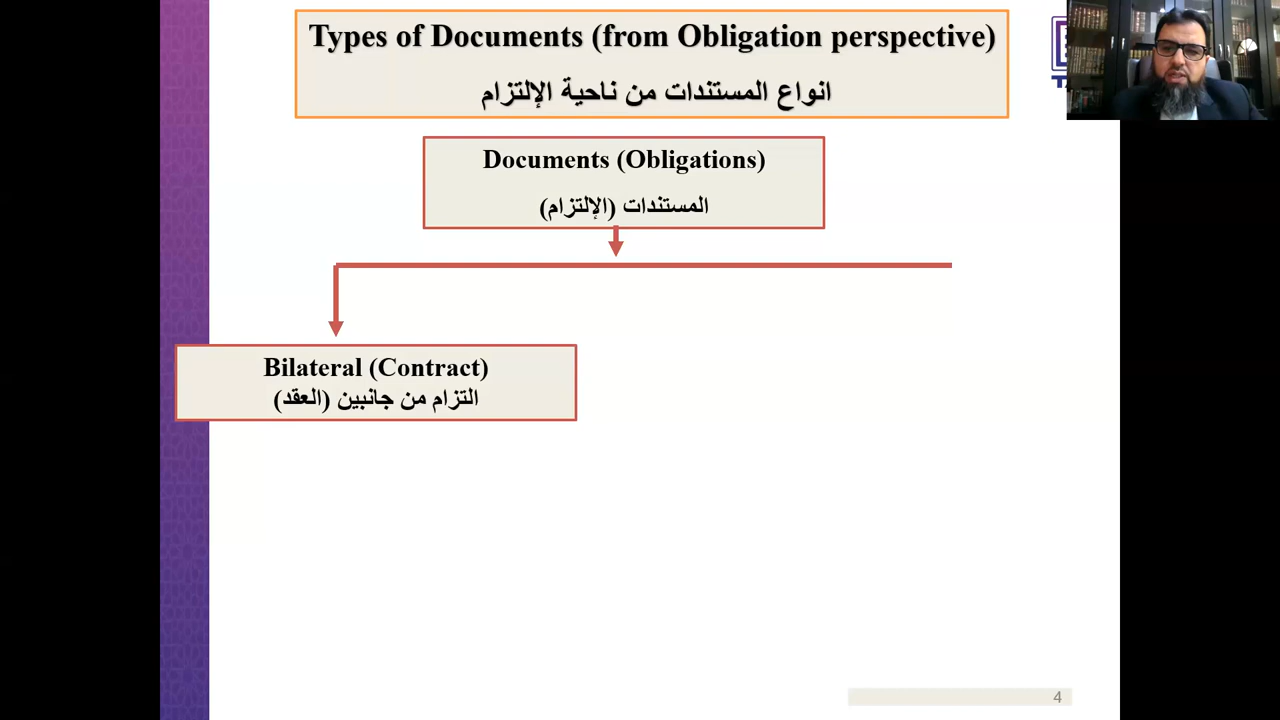 Types of Documents (from Obligation perspective)
انواع المستندات من ناحية الإلتزام
Documents (Obligations)
المستندات (الإلتزام)
Bilateral (Contract)
التزام من جانبين (العقد)
4